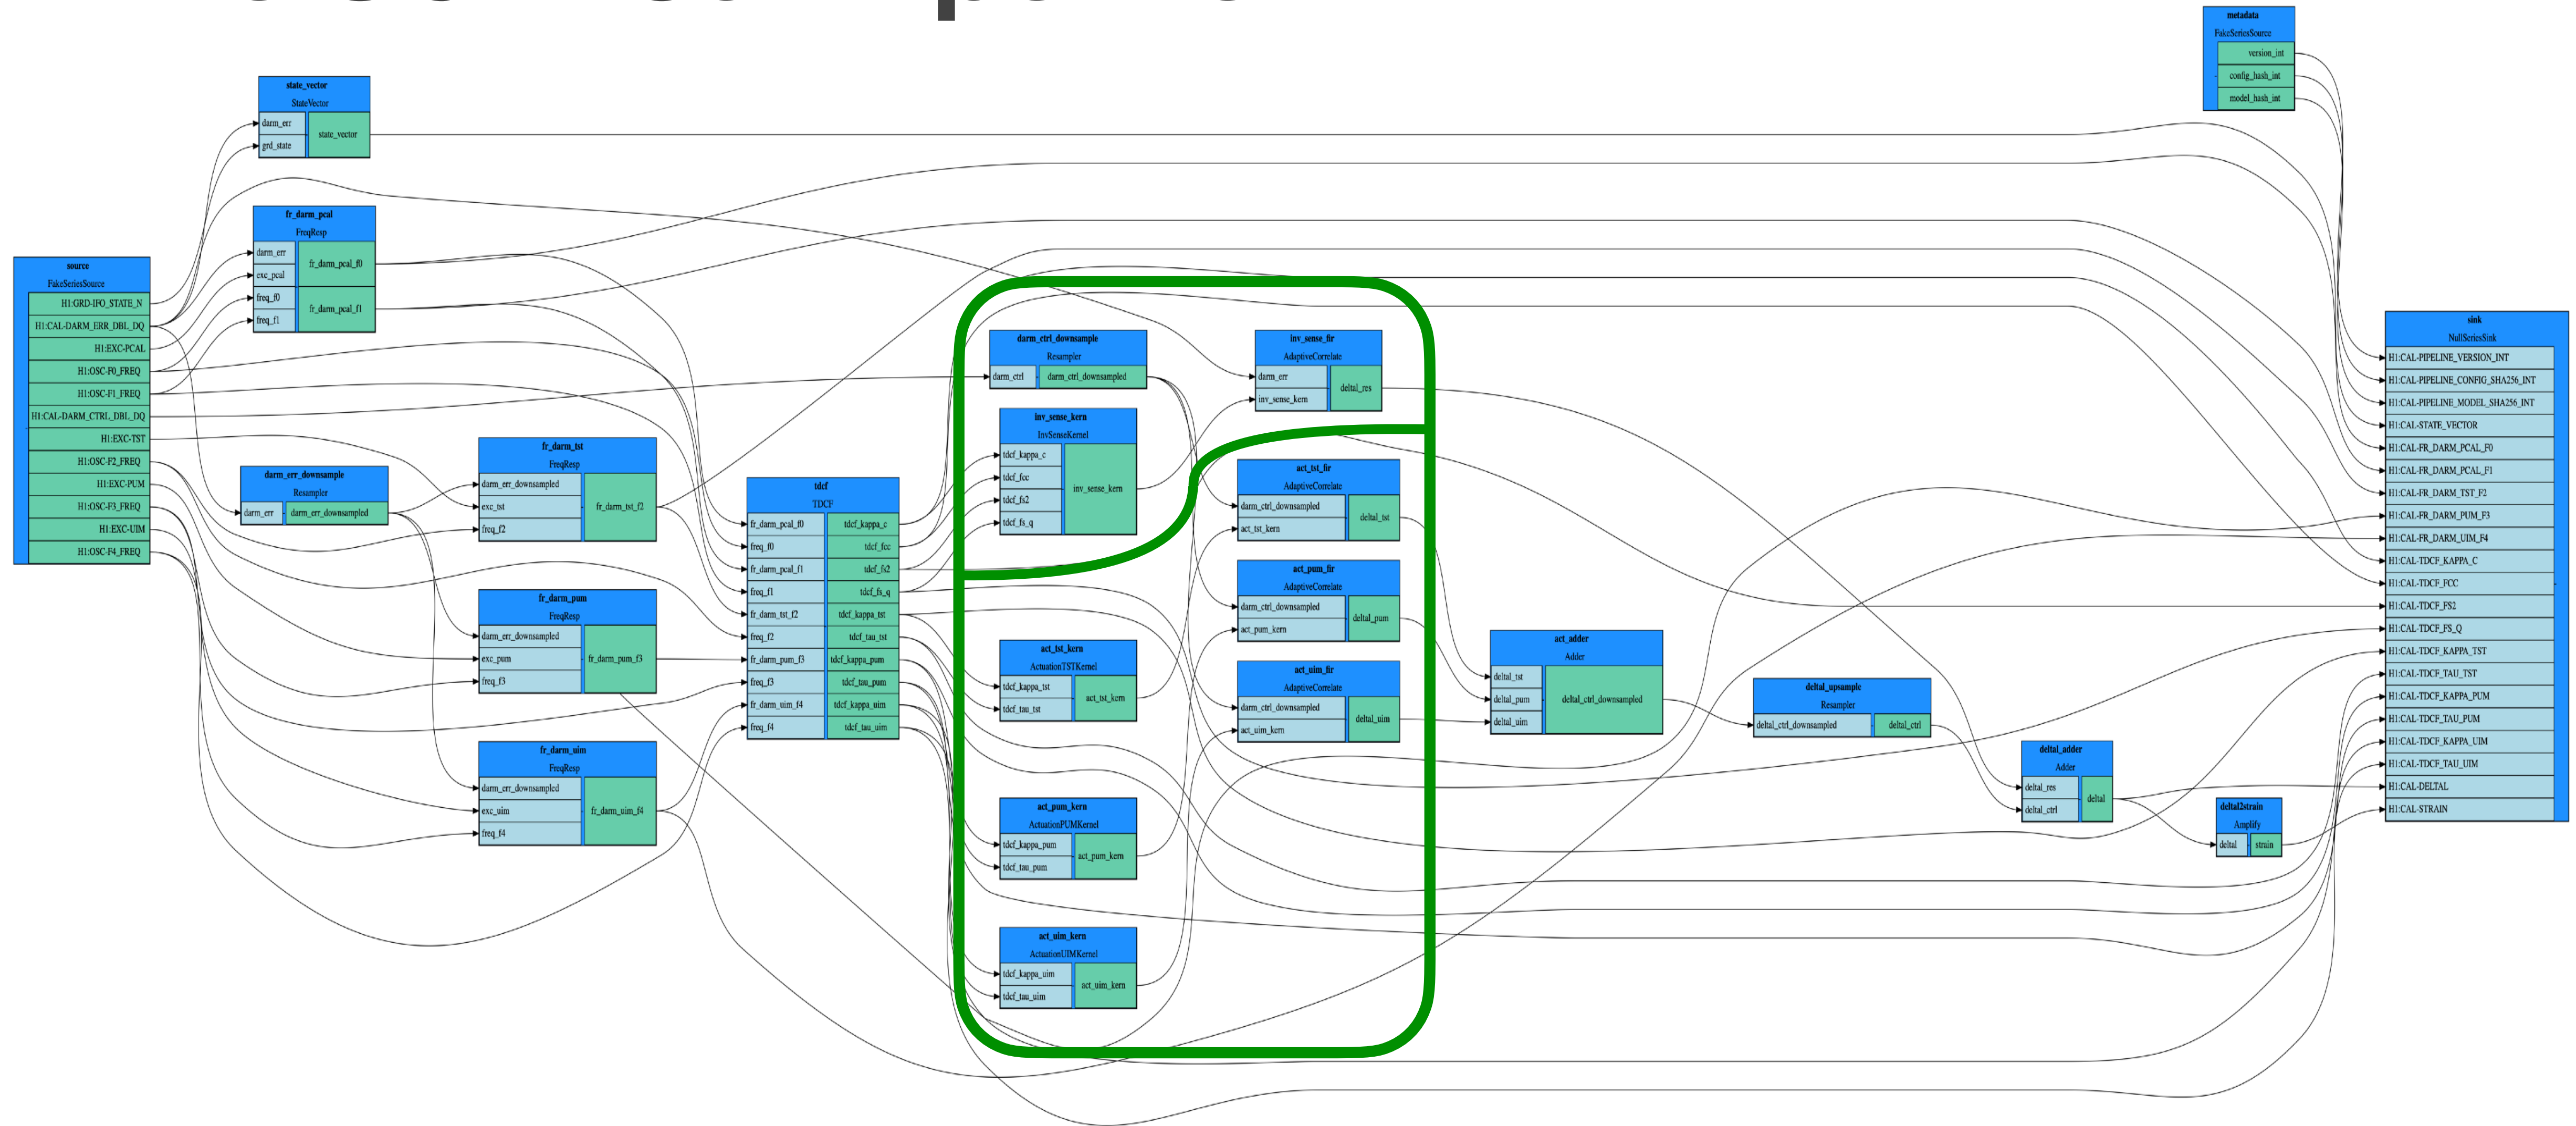 metadata
FakeSeriesSource
version_int
config_hash_int
model_hash_int
state_vector
StateVector
darm_err
grd_state
state_vector
fr_darm_pcal
FreqResp
darm_err
exc_pcal
freq_f0
freq_f1
fr_darm_pcal_f0
fr_darm_pcal_f1
source
FakeSeriesSource
H1:GRD-IFO_STATE_N
H1:CAL-DARM_ERR_DBL_DQ
H1:EXC-PCAL
H1:OSC-F0_FREQ
H1:OSC-F1_FREQ
H1:CAL-DARM_CTRL_DBL_DQ
H1:EXC-TST
H1:OSC-F2_FREQ
H1:EXC-PUM
H1:OSC-F3_FREQ
H1:EXC-UIM
H1:OSC-F4_FREQ
darm_err_downsample
Resampler
darm_err
darm_err_downsampled
fr_darm_tst
FreqResp
darm_err_downsampled
exc_tst
freq_f2
fr_darm_tst_f2
fr_darm_pum
FreqResp
darm_err_downsampled
exc_pum
freq_f3
fr_darm_pum_f3
fr_darm_uim
FreqResp
darm_err_downsampled
exc_uim
freq_f4
fr_darm_uim_f4
tdcf
TDCF
fr_darm_pcal_f0
freq_f0
fr_darm_pcal_f1
freq_f1
fr_darm_tst_f2
freq_f2
fr_darm_pum_f3
freq_f3
fr_darm_uim_f4
freq_f4
tdcf_kappa_c
tdcf_fcc
tdcf_fs2
tdcf_fs_q
tdcf_kappa_tst
tdcf_tau_tst
tdcf_kappa_pum
tdcf_tau_pum
tdcf_kappa_uim
tdcf_tau_uim
darm_ctrl_downsample
Resampler
darm_ctrl
darm_ctrl_downsampled
inv_sense_kern
InvSenseKernel
tdcf_kappa_c
tdcf_fcc
tdcf_fs2
tdcf_fs_q
inv_sense_kern
act_tst_kern
ActuationTSTKernel
tdcf_kappa_tst
tdcf_tau_tst
act_tst_kern
act_pum_kern
ActuationPUMKernel
tdcf_kappa_pum
tdcf_tau_pum
act_pum_kern
act_uim_kern
ActuationUIMKernel
tdcf_kappa_uim
tdcf_tau_uim
act_uim_kern
inv_sense_fir
AdaptiveCorrelate
darm_err
inv_sense_kern
deltal_res
act_tst_fir
AdaptiveCorrelate
darm_ctrl_downsampled
act_tst_kern
deltal_tst
act_pum_fir
AdaptiveCorrelate
darm_ctrl_downsampled
act_pum_kern
deltal_pum
act_uim_fir
AdaptiveCorrelate
darm_ctrl_downsampled
act_uim_kern
deltal_uim
act_adder
Adder
deltal_tst
deltal_pum
deltal_uim
deltal_ctrl_downsampled
deltal_upsample
Resampler
deltal_ctrl_downsampled
deltal_ctrl
deltal_adder
Adder
deltal_res
deltal_ctrl
deltal
deltal2strain
Amplify
deltal
strain
sink
NullSeriesSink
H1:CAL-PIPELINE_VERSION_INT
H1:CAL-PIPELINE_CONFIG_SHA256_INT
H1:CAL-PIPELINE_MODEL_SHA256_INT
H1:CAL-STATE_VECTOR
H1:CAL-FR_DARM_PCAL_F0
H1:CAL-FR_DARM_PCAL_F1
H1:CAL-FR_DARM_TST_F2
H1:CAL-FR_DARM_PUM_F3
H1:CAL-FR_DARM_UIM_F4
H1:CAL-TDCF_KAPPA_C
H1:CAL-TDCF_FCC
H1:CAL-TDCF_FS2
H1:CAL-TDCF_FS_Q
H1:CAL-TDCF_KAPPA_TST
H1:CAL-TDCF_TAU_TST
H1:CAL-TDCF_KAPPA_PUM
H1:CAL-TDCF_TAU_PUM
H1:CAL-TDCF_KAPPA_UIM
H1:CAL-TDCF_TAU_UIM
H1:CAL-DELTAL
H1:CAL-STRAIN